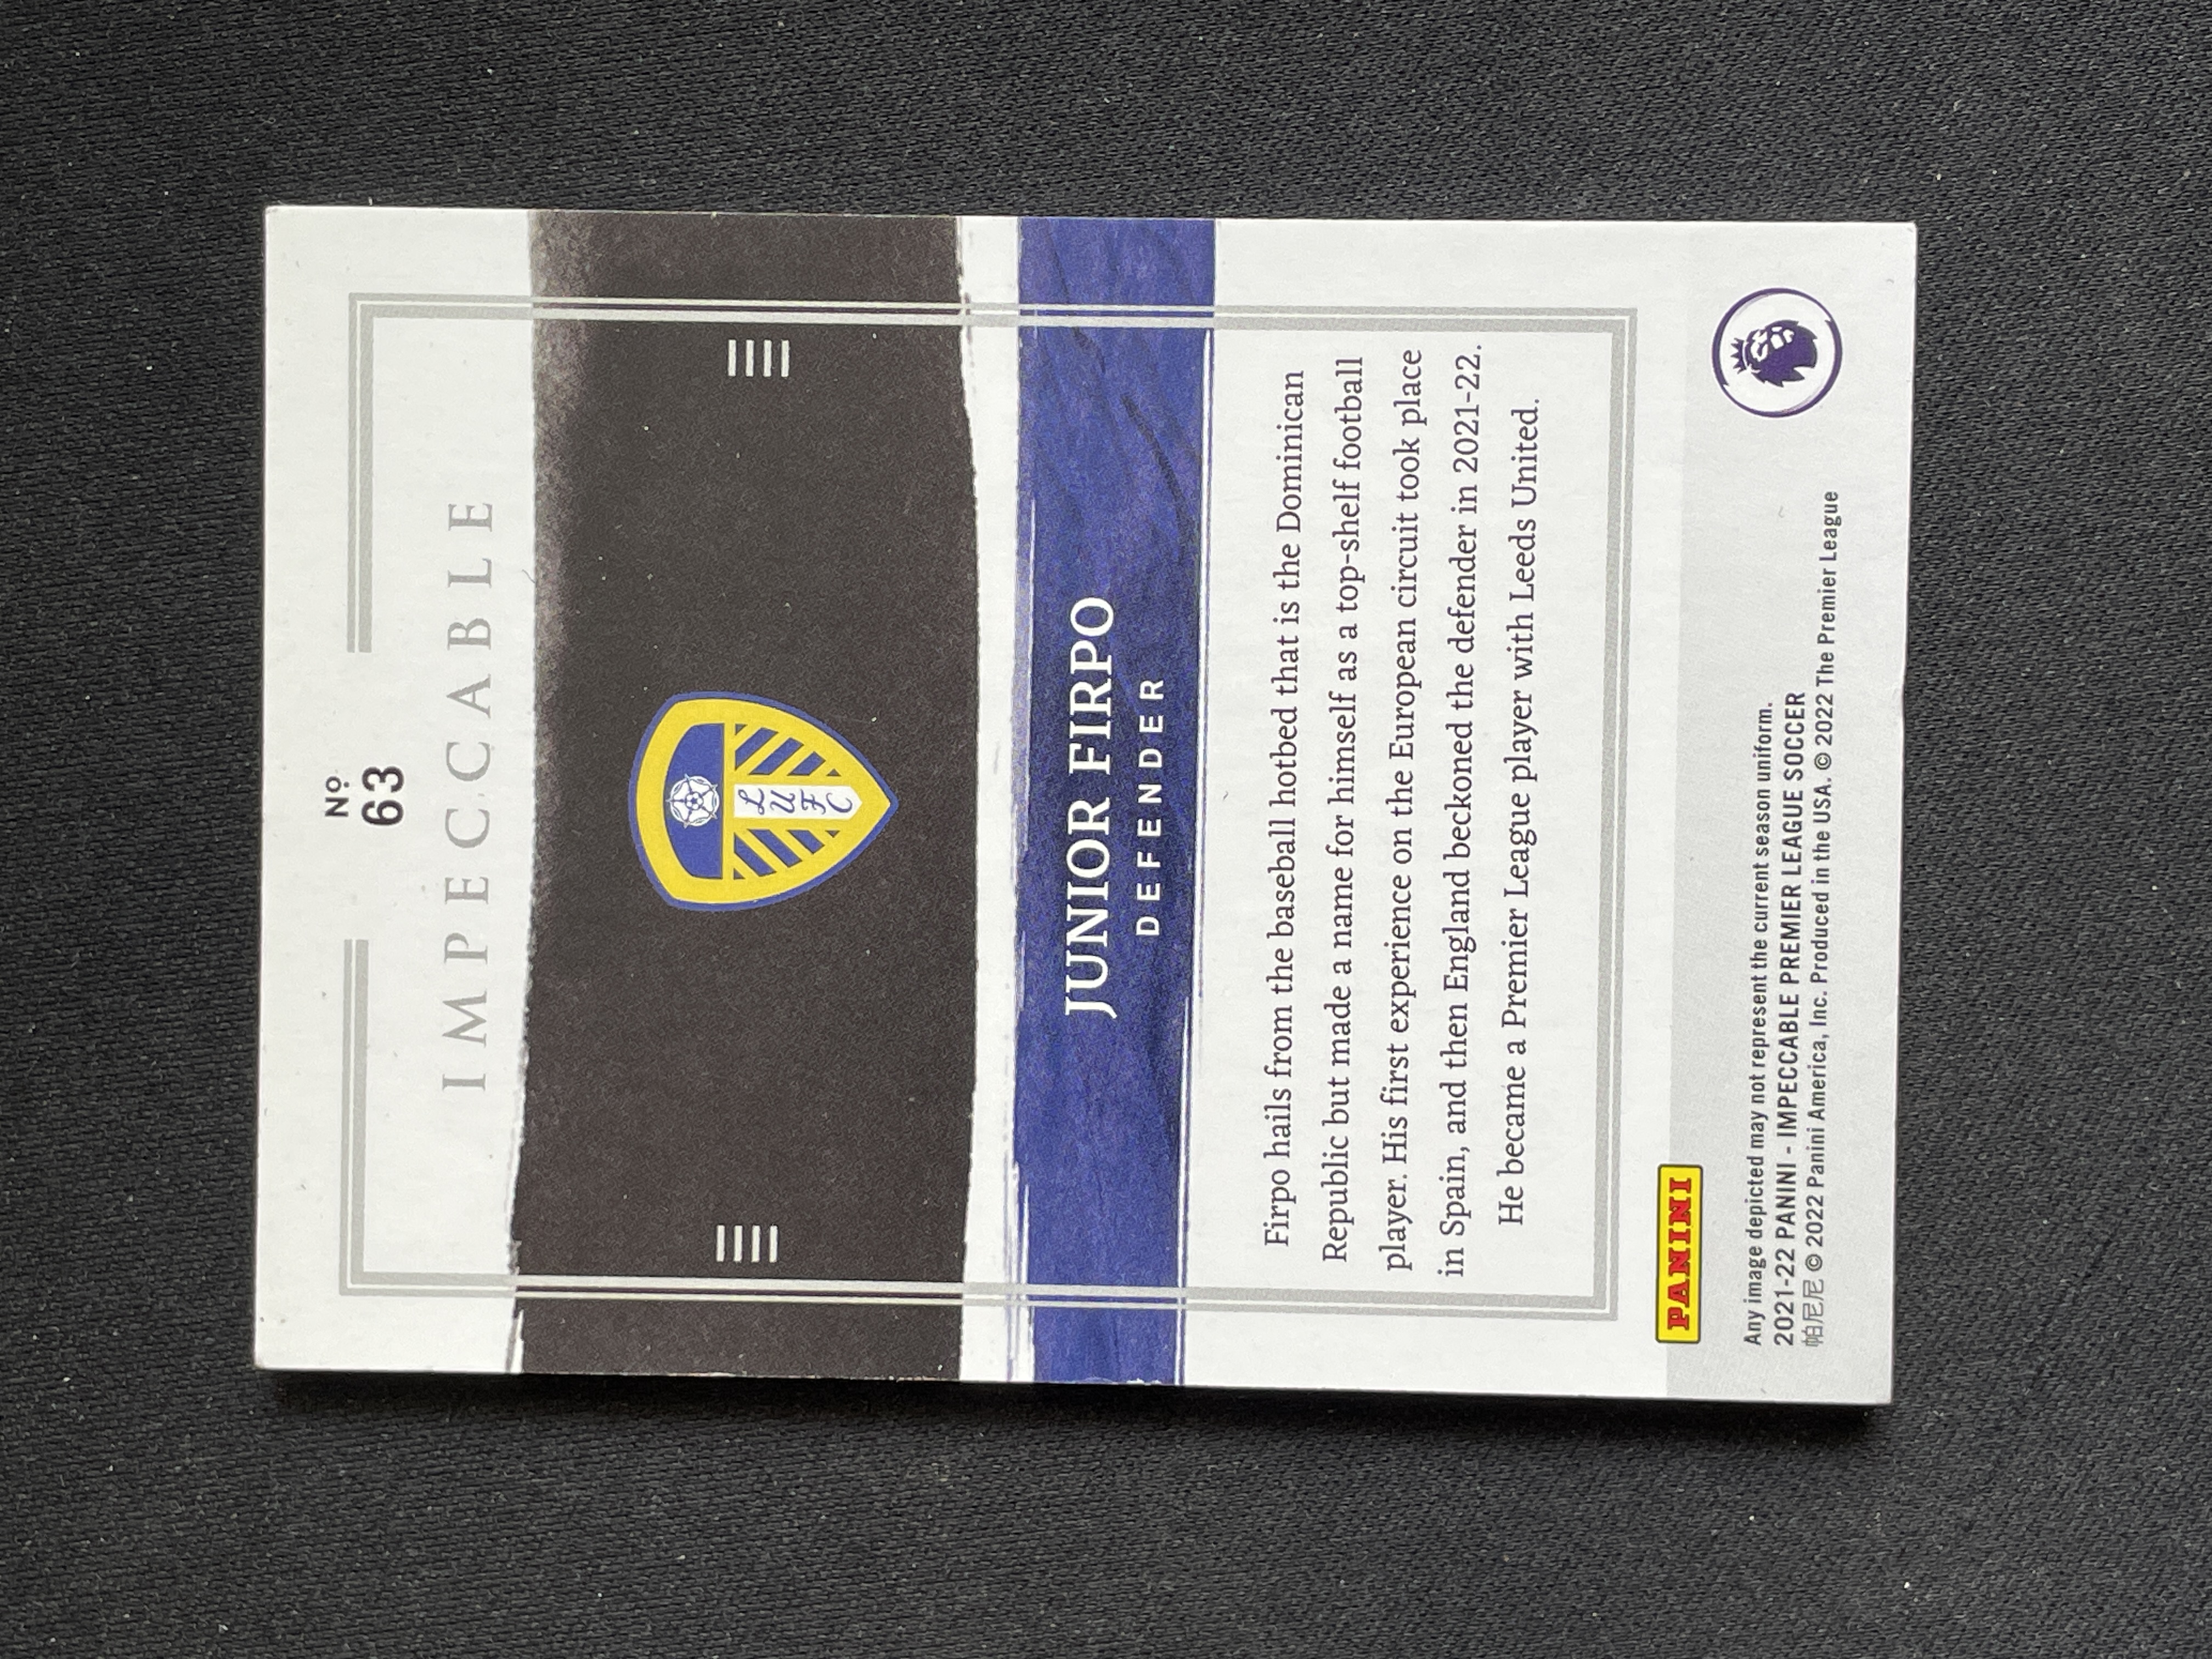 Nº.
63
IMPECCABLE
L
U
F
C
JUNIOR FIRPO
DEFENDER
Firpo hails from the baseball hotbed that is the Dominican
Republic but made a name for himself as a top-shelf football
player. His first experience on the European circuit took place
in Spain, and then England beckoned the defender in 2021-22.
He became a Premier League player with Leeds United.
PANINI
Any image depicted may not represent the current season uniform.
2021-22 PANINI - IMPECCABLE PREMIER LEAGUE SOCCER
帕尼尼 © 2022 Panini America, Inc. Produced in the USA. © 2022 The Premier League